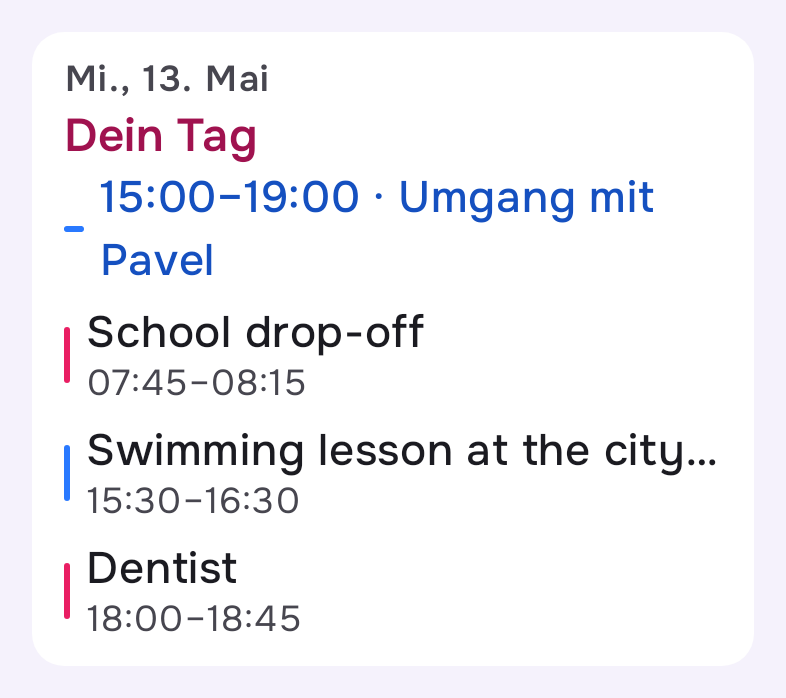 Mi., 13. Mai
Dein Tag
15:00–19:00 · Umgang mit
Pavel
School drop-off
07:45–08:15
Swimming lesson at the city…
15:30–16:30
Dentist
18:00–18:45